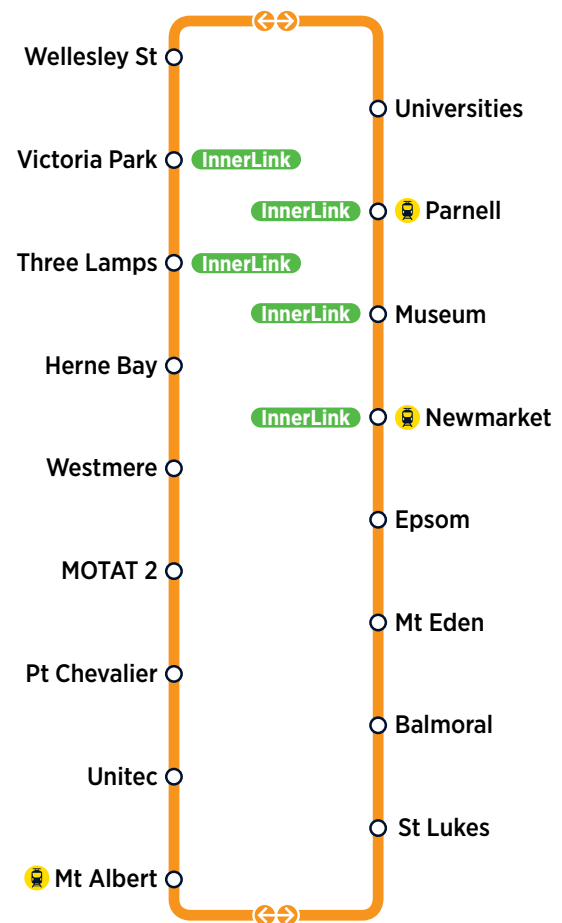 Wellesley St
Universities
Victoria Park InnerLink
InnerLink Parnell
Three Lamps InnerLink
InnerLink Museum
Herne Bay
InnerLink Newmarket
Westmere
Epsom
MOTAT 2
Mt Eden
Pt Chevalier
Balmoral
Unitec
St Lukes
Mt Albert